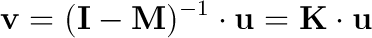 v = (I − M)⁻¹ · u = K · u